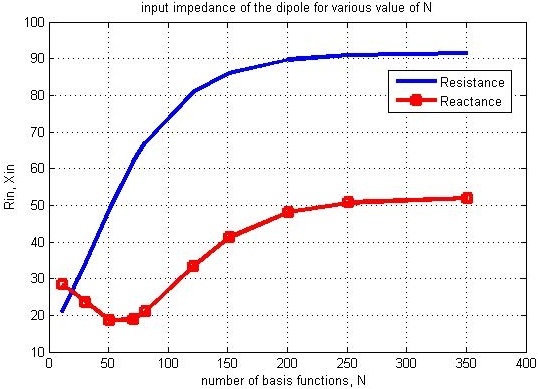 input impedance of the dipole for various value of N
100
90
80
70
60
50
40
30
20
10
Rin, Xin
Resistance
Reactance
0 50 100 150 200 250 300 350 400
number of basis functions, N